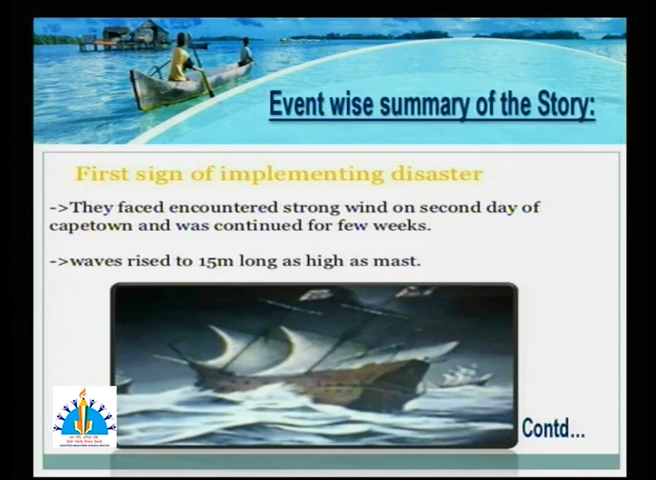 Event wise summary of the Story:
First sign of implementing disaster
->They faced encountered strong wind on second day of
capetown and was continued for few weeks.
->waves rised to 15m long as high as mast.
Contd...